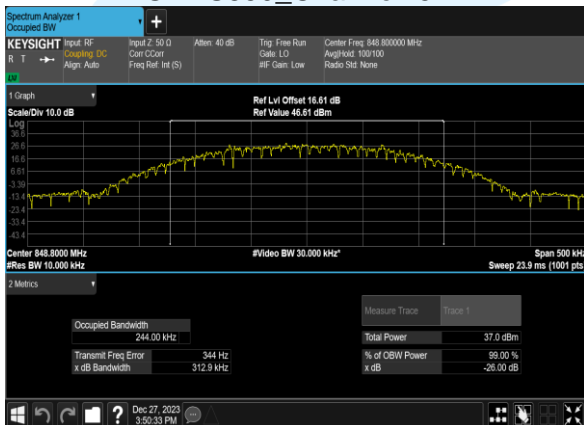 Spectrum Analyzer 1
Occupied BW
KEYSIGHT
R T
Input: RF
Coupling: DC
Align: Auto
Input Z: 50 Ω
Corr CCorr
Freq Ref: Int (S)
Atten: 40 dB
Trig: Free Run
Gate: LO
#IF Gain: Low
Center Freq: 848.800000 MHz
Avg|Hold: 100/100
Radio Std: None
1 Graph
Scale/Div 10.0 dB
Ref Lvl Offset 16.61 dB
Ref Value 46.61 dBm
Log
36.6
26.6
16.6
6.61
-3.39
-13.4
-23.4
-33.4
-43.4
Center 848.8000 MHz
#Res BW 10.000 kHz
#Video BW 30.000 kHz*
Span 500 kHz
Sweep 23.9 ms (1001 pts
2 Metrics
Measure Trace Trace 1
Occupied Bandwidth
244.00 kHz
Total Power 37.0 dBm
Transmit Freq Error 344 Hz
% of OBW Power 99.00 %
x dB Bandwidth 312.9 kHz
x dB -26.00 dB
?
Dec 27, 2023
3:50:33 PM